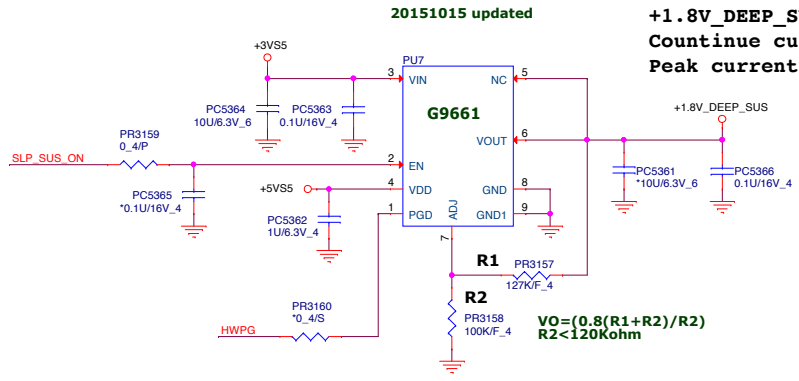 20151015 updated
+1.8V_DEEP_S
Countinue cu
Peak current
+3VS5
PU7
3
VIN
NC
5
PC5364
10U/6.3V_6
PC5363
0.1U/16V_4
G9661
+1.8V_DEEP_SUS
PR3159
0_4/P
VOUT
6
SLP_SUS_ON
2
EN
PC5361
*10U/6.3V_6
PC5366
0.1U/16V_4
PC5365
*0.1U/16V_4
+5VS5
4
VDD
GND
8
PC5362
1U/6.3V_4
1
PGD
ADJ
GND1
9
7
R1
PR3157
127K/F_4
R2
PR3160
*0_4/S
PR3158
100K/F_4
VO=(0.8(R1+R2)/R2)
R2<120Kohm
HWPG